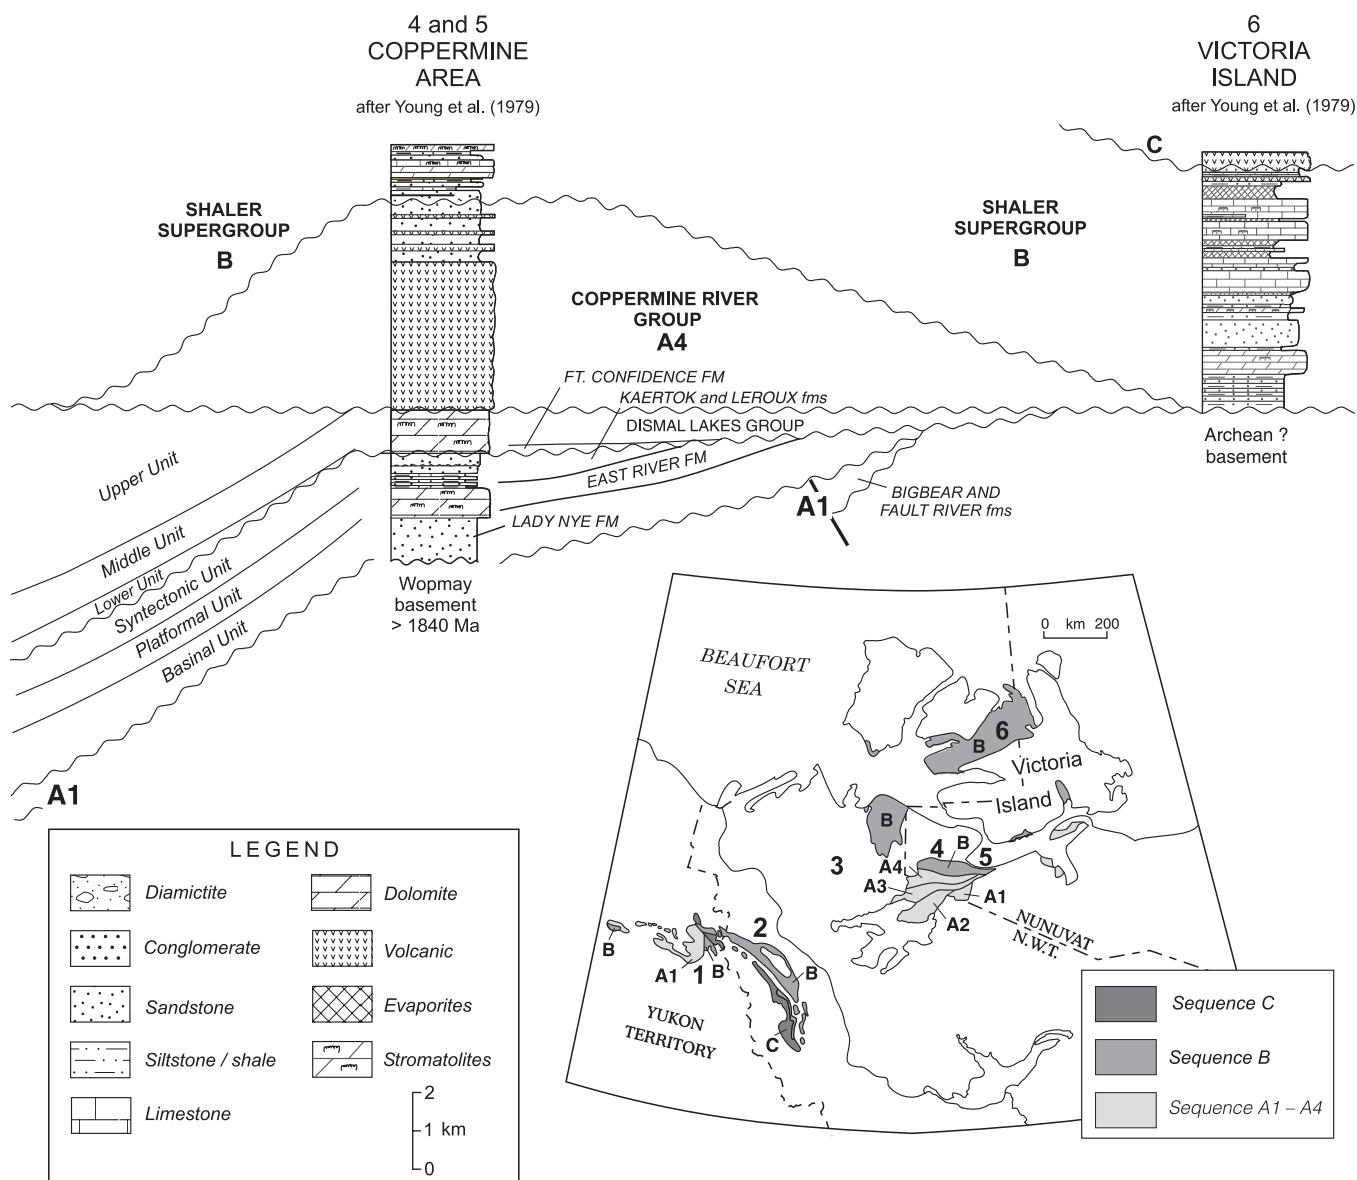 4 and 5
COPPERMINE
AREA
after Young et al. (1979)
6
VICTORIA
ISLAND
after Young et al. (1979)
C
SHALER
SUPERGROUP
B
SHALER
SUPERGROUP
B
COPPERMINE RIVER
GROUP
A4
FT. CONFIDENCE FM
KAERTOK and LEROUX fms
DISMAL LAKES GROUP
EAST RIVER FM
LADY NYE FM
A1
BIGBEAR AND
FAULT RIVER fms
Archean ?
basement
Upper Unit
Middle Unit
Lower Unit
Syntectonic Unit
Platformal Unit
Basinal Unit
A1
Wopmay
basement
> 1840 Ma
LEGEND
Diamictite
Conglomerate
Sandstone
Siltstone / shale
Limestone
Dolomite
Volcanic
Evaporites
Stromatolites
2
1 km
0
0 km 200
BEAUFORT
SEA
6
B
Victoria
Island
B
3
4
B
5
A4
A3
A1
A2
NUNUVAT
N.W.T.
2
B
A1
1
B
B
C
YUKON
TERRITORY
Sequence C
Sequence B
Sequence A1 – A4